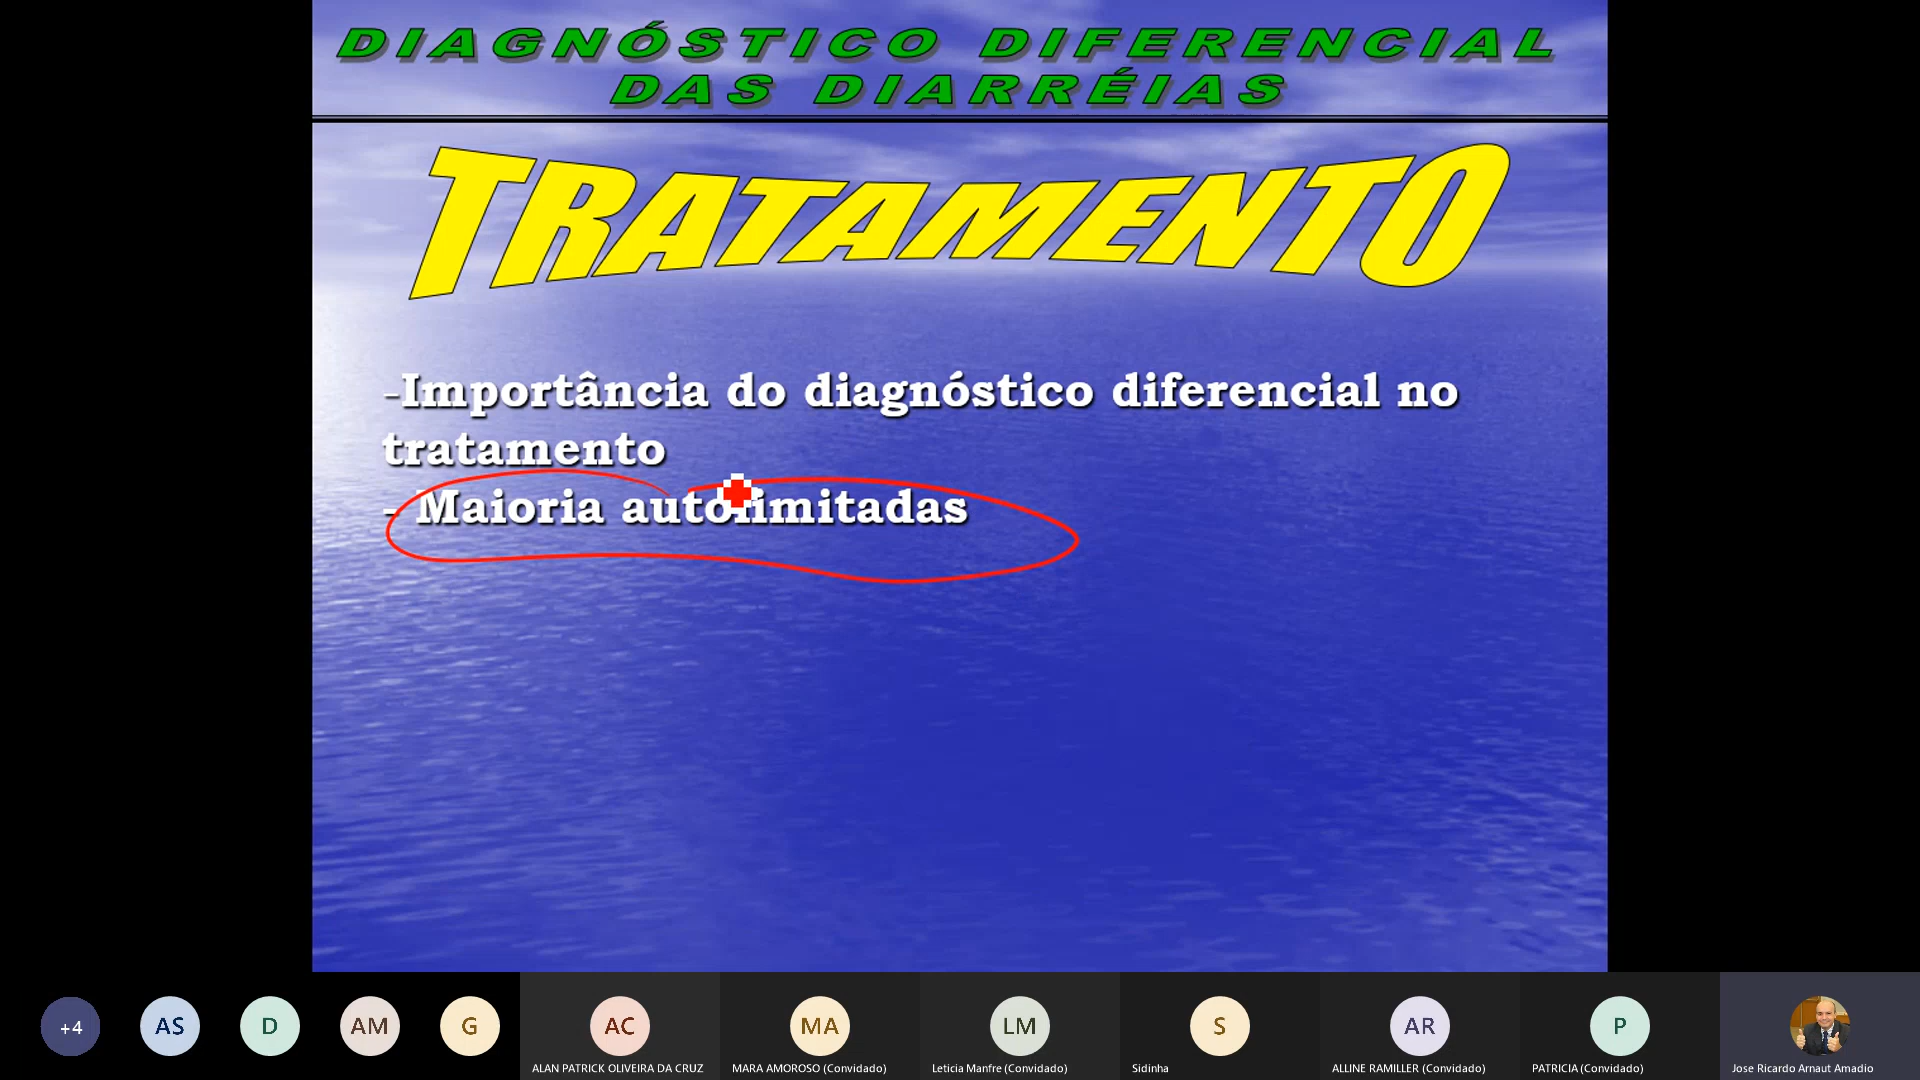 DIAGNÓSTICO DIFERENCIAL
DAS DIARRÉIAS
TRATAMENTO
-Importância do diagnóstico diferencial no
tratamento
- Maioria autolimitadas
+4
AS
D
AM
G
AC
MA
LM
S
AR
P
ALAN PATRICK OLIVEIRA DA CRUZ
MARA AMOROSO (Convidado)
Leticia Manfre (Convidado)
Sidinha
ALLINE RAMILLER (Convidado)
PATRICIA (Convidado)
Jose Ricardo Arnaut Amadio